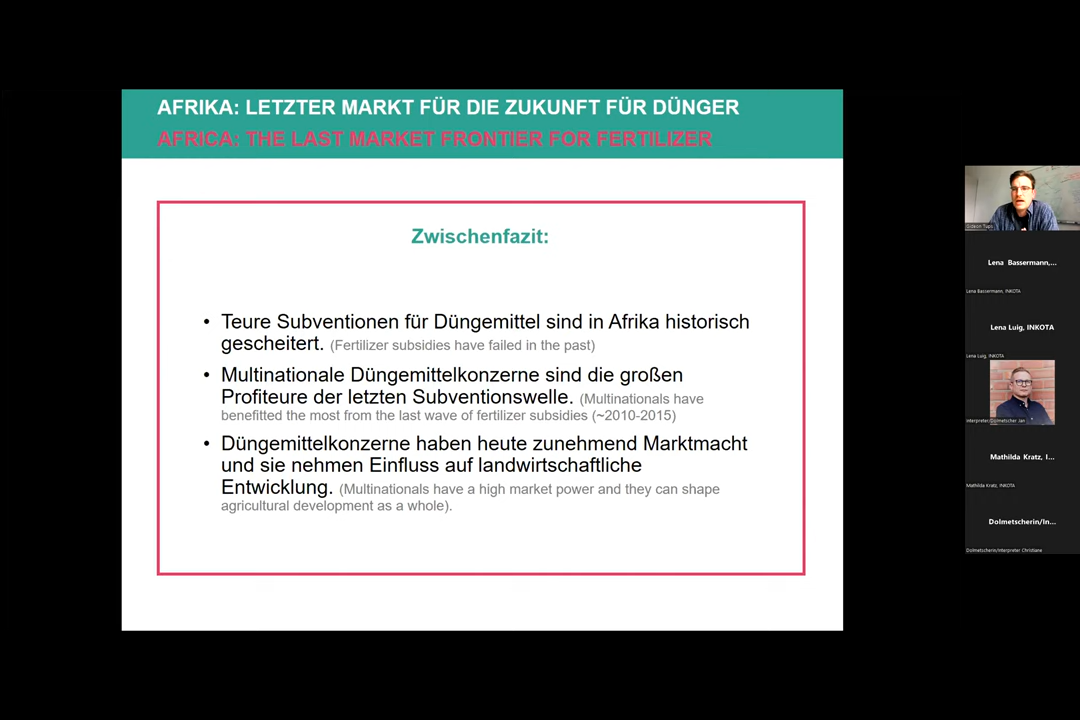 AFRIKA: LETZTER MARKT FÜR DIE ZUKUNFT FÜR DÜNGER
AFRICA: THE LAST MARKET FRONTIER FOR FERTILIZER
Zwischenfazit:
• Teure Subventionen für Düngemittel sind in Afrika historisch
gescheitert. (Fertilizer subsidies have failed in the past)
• Multinationale Düngemittelkonzerne sind die großen
Profiteure der letzten Subventionswelle. (Multinationals have
benefitted the most from the last wave of fertilizer subsidies (~2010-2015)
• Düngemittelkonzerne haben heute zunehmend Marktmacht
und sie nehmen Einfluss auf landwirtschaftliche
Entwicklung. (Multinationals have a high market power and they can shape
agricultural development as a whole).
Lena Bassermann,...
Lena Bassermann, INKOTA
Lena Luig, INKOTA
Lena Luig, INKOTA
Interpreter/Dolmetscher Jan
Mathilda Kratz, I...
Mathilda Kratz, INKOTA
Dolmetscherin/In...
Dolmetscherin/Interpreter Christiane